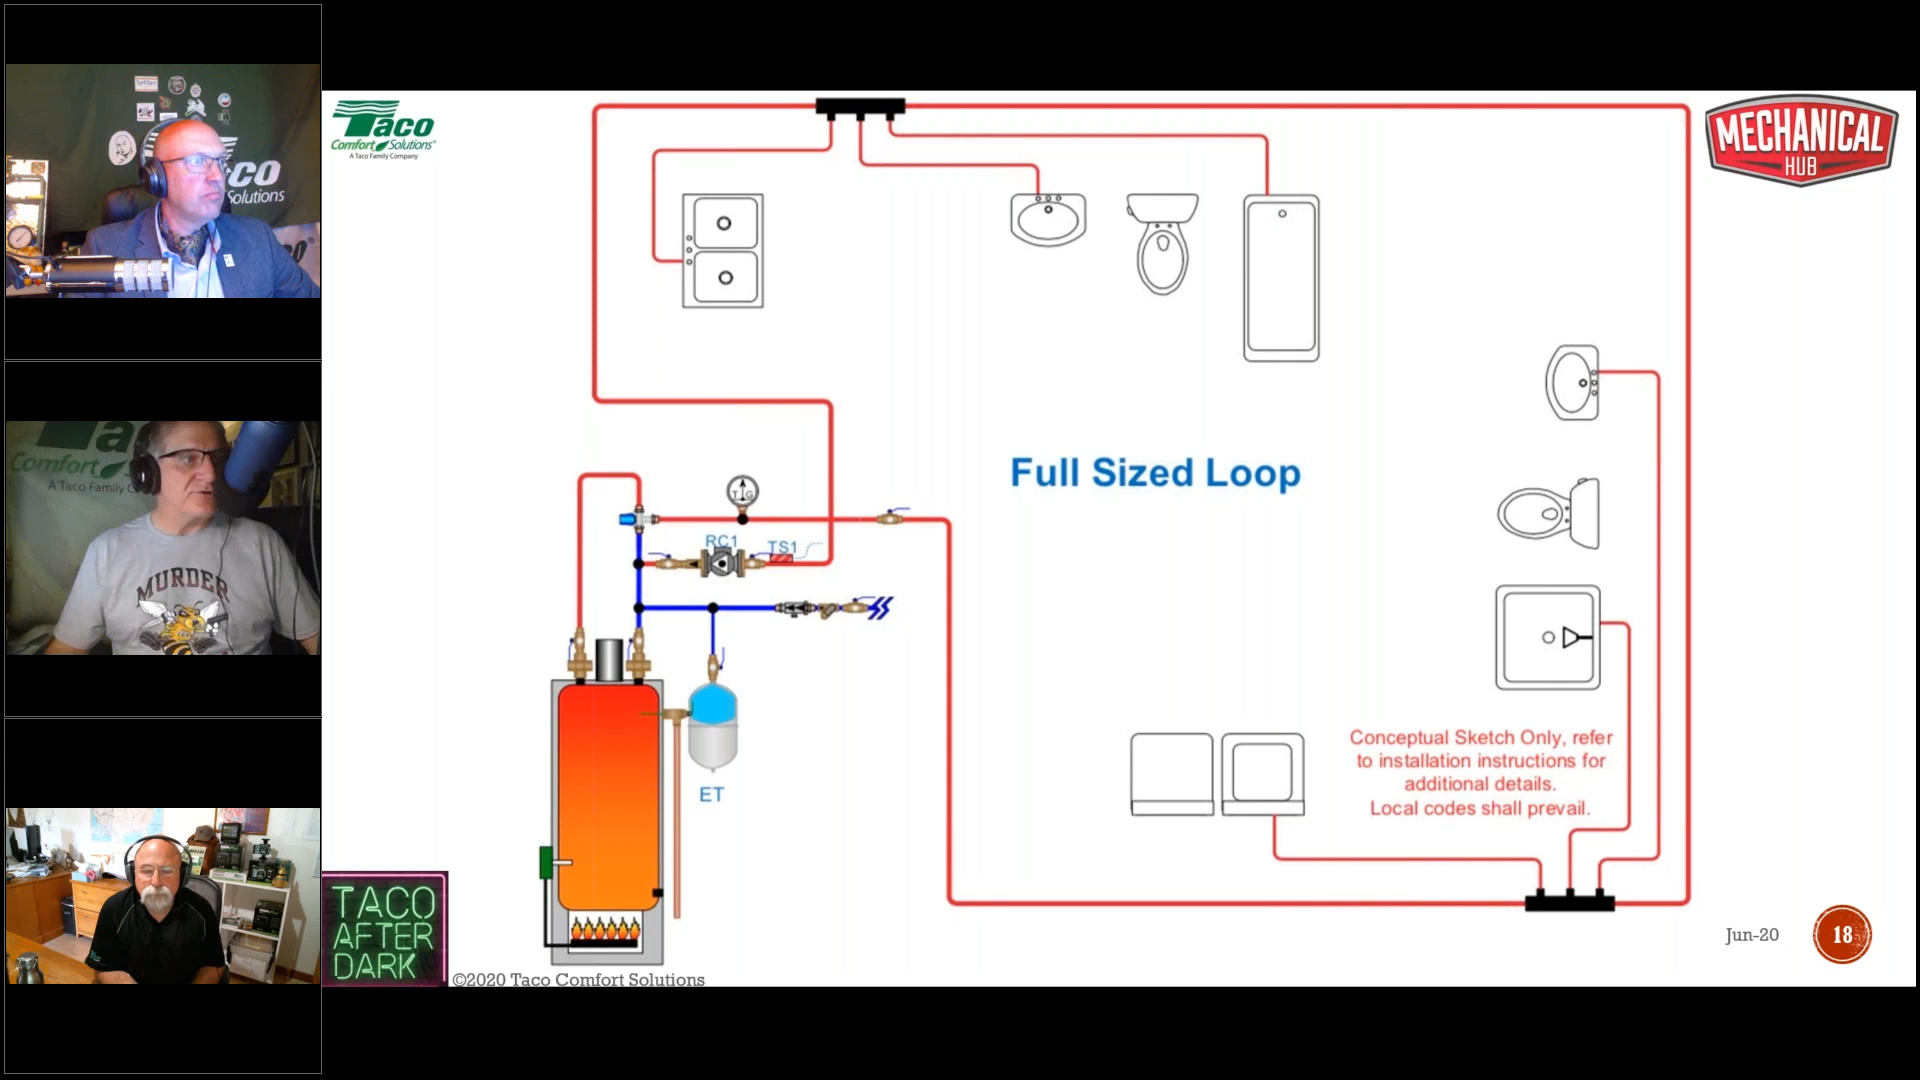 Taco
Comfort Solutions®
A Taco Family Company
MECHANICAL
HUB
Full Sized Loop
T G
RC1
TS1
ET
Conceptual Sketch Only, refer
to installation instructions for
additional details.
Local codes shall prevail.
TACO
AFTER
DARK
©2020 Taco Comfort Solutions
Jun-20
18
co
Solutions
Ta
Comfort
A Taco Family C
MURDER